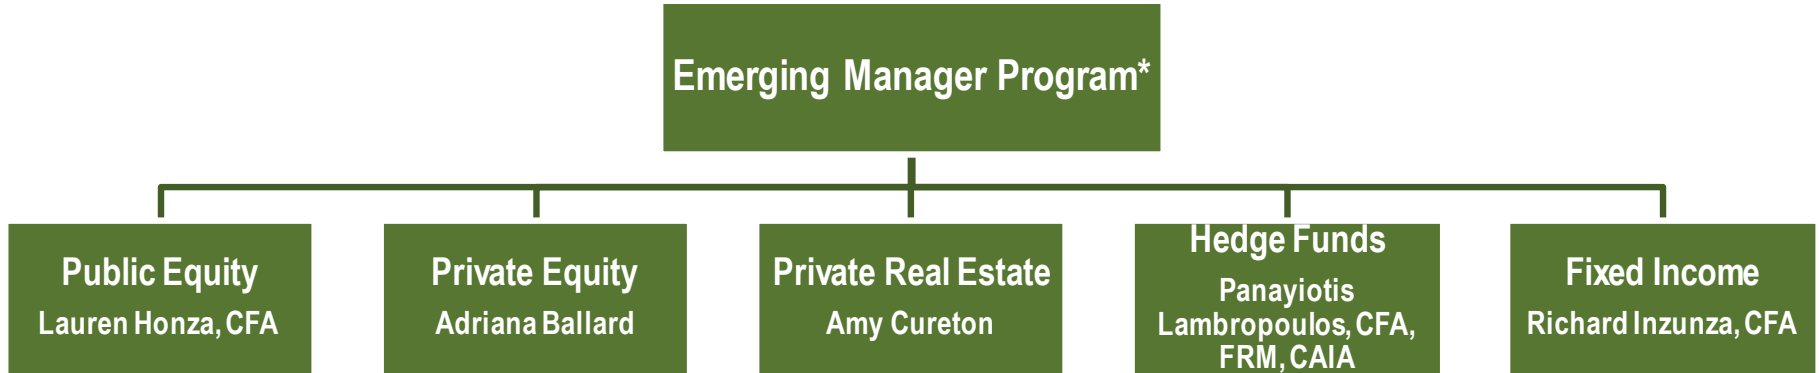 Emerging Manager Program*
Public Equity
Lauren Honza, CFA
Private Equity
Adriana Ballard
Private Real Estate
Amy Cureton
Hedge Funds
Panayiotis
Lambropoulos, CFA,
FRM, CAIA
Fixed Income
Richard Inzunza, CFA